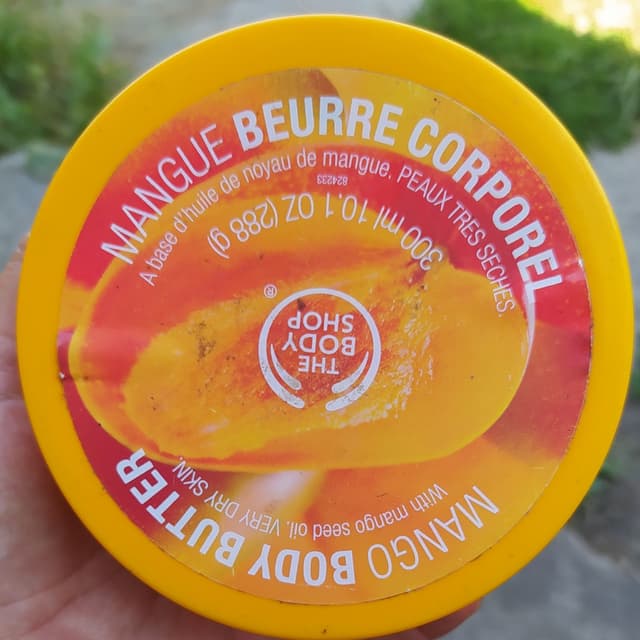 MANGUE BEURRE CORPOREL
A base d'huile de noyau de mangue. PEAUX TRES SECHES.
824233
300 ml 10.1 OZ (288 g)
®
THE
BODY
SHOP
MANGO BODY BUTTER
With mango seed oil. VERY DRY SKIN.